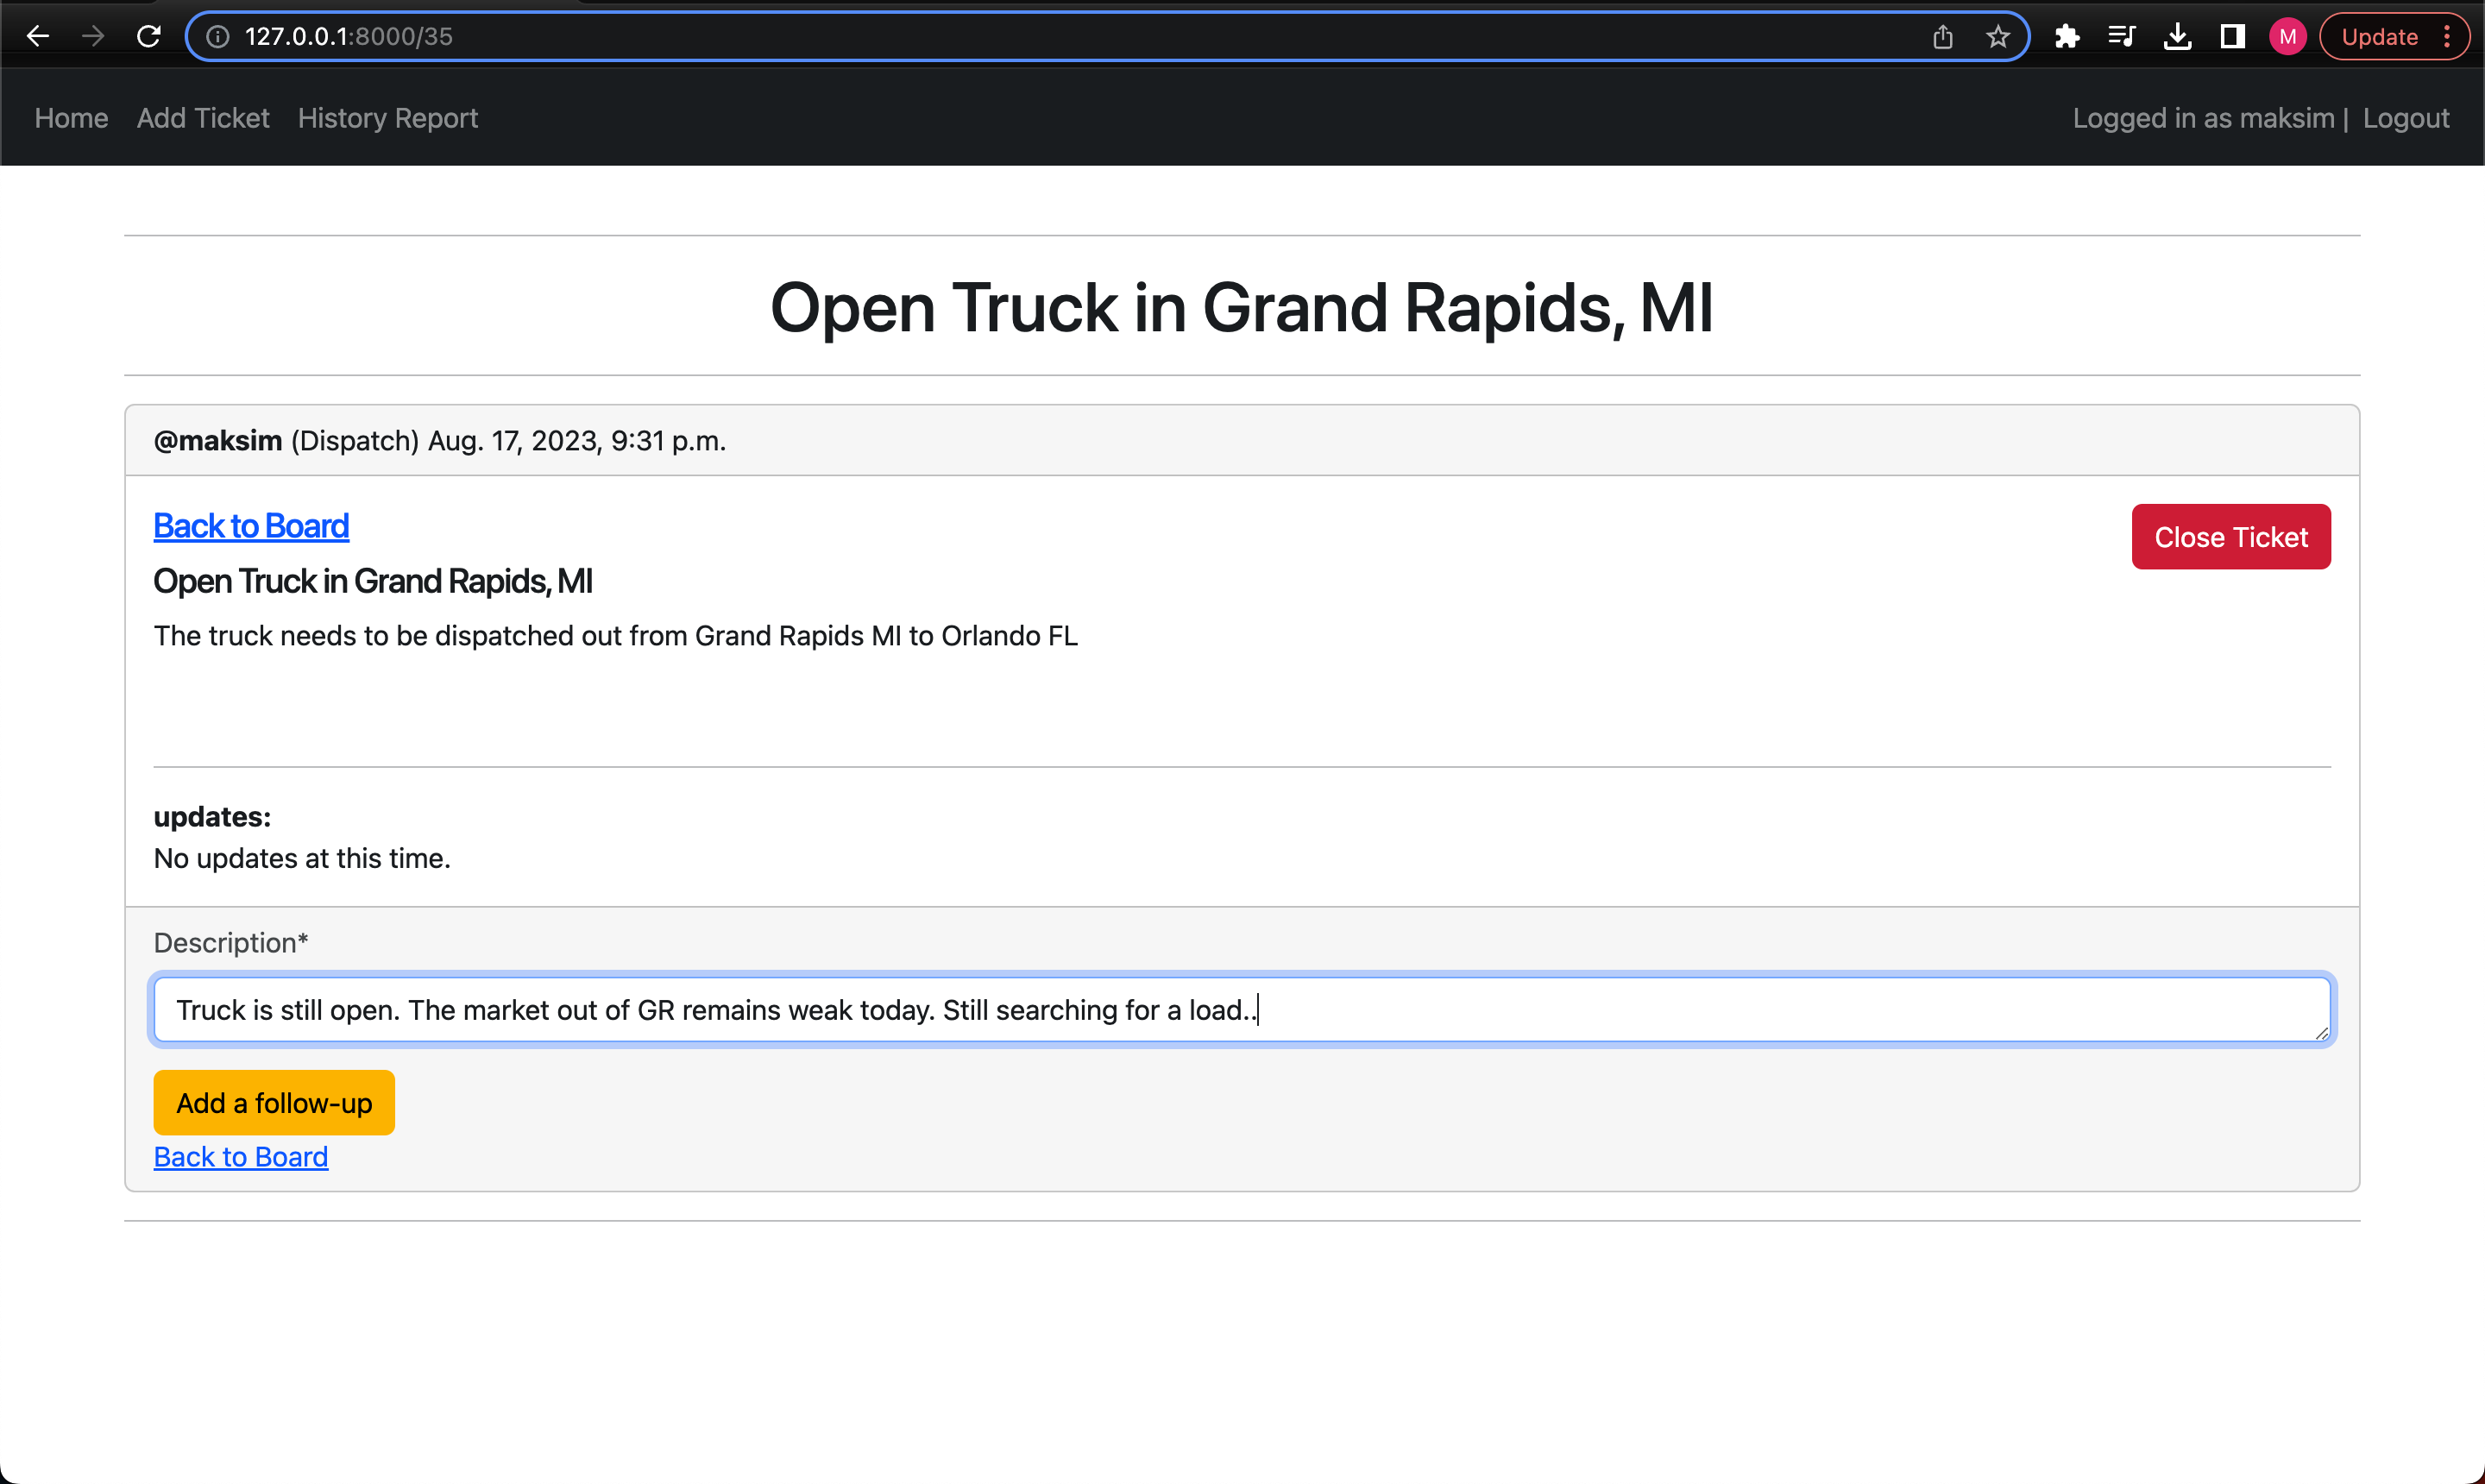 127.0.0.1:8000/35
M
Update
Home Add Ticket History Report
Logged in as maksim | Logout
Open Truck in Grand Rapids, MI
@maksim (Dispatch) Aug. 17, 2023, 9:31 p.m.
Back to Board
Close Ticket
Open Truck in Grand Rapids, MI
The truck needs to be dispatched out from Grand Rapids MI to Orlando FL
updates:
No updates at this time.
Description*
Truck is still open. The market out of GR remains weak today. Still searching for a load..
Add a follow-up
Back to Board